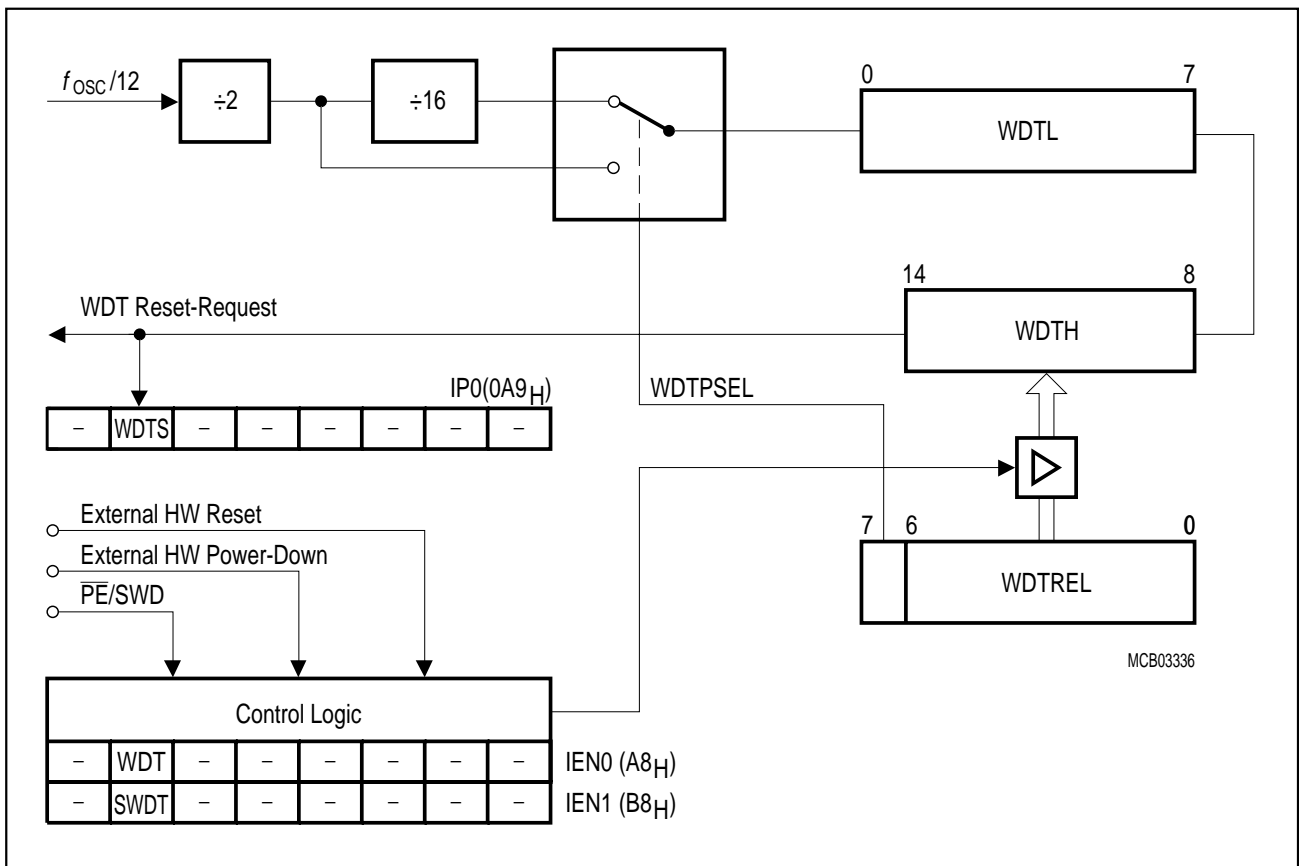 fOSC/12
÷2
÷16
0 7
WDTL
14 8
WDTH
WDT Reset-Request
IP0(0A9H)
WDTPSEL
– WDTS – – – – – –
External HW Reset
External HW Power-Down
P̅E̅/SWD
7 6 0
WDTREL
MCB03336
Control Logic
– WDT – – – – – – IEN0 (A8H)
– SWDT – – – – – – IEN1 (B8H)